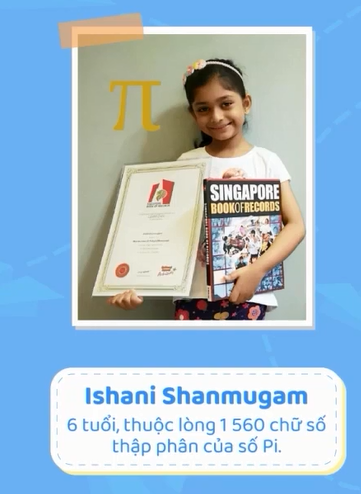 π
SINGAPORE
BOOK OF RECORDS
Ishani Shanmugam
6 tuổi, thuộc lòng 1 560 chữ số
thập phân của số Pi.